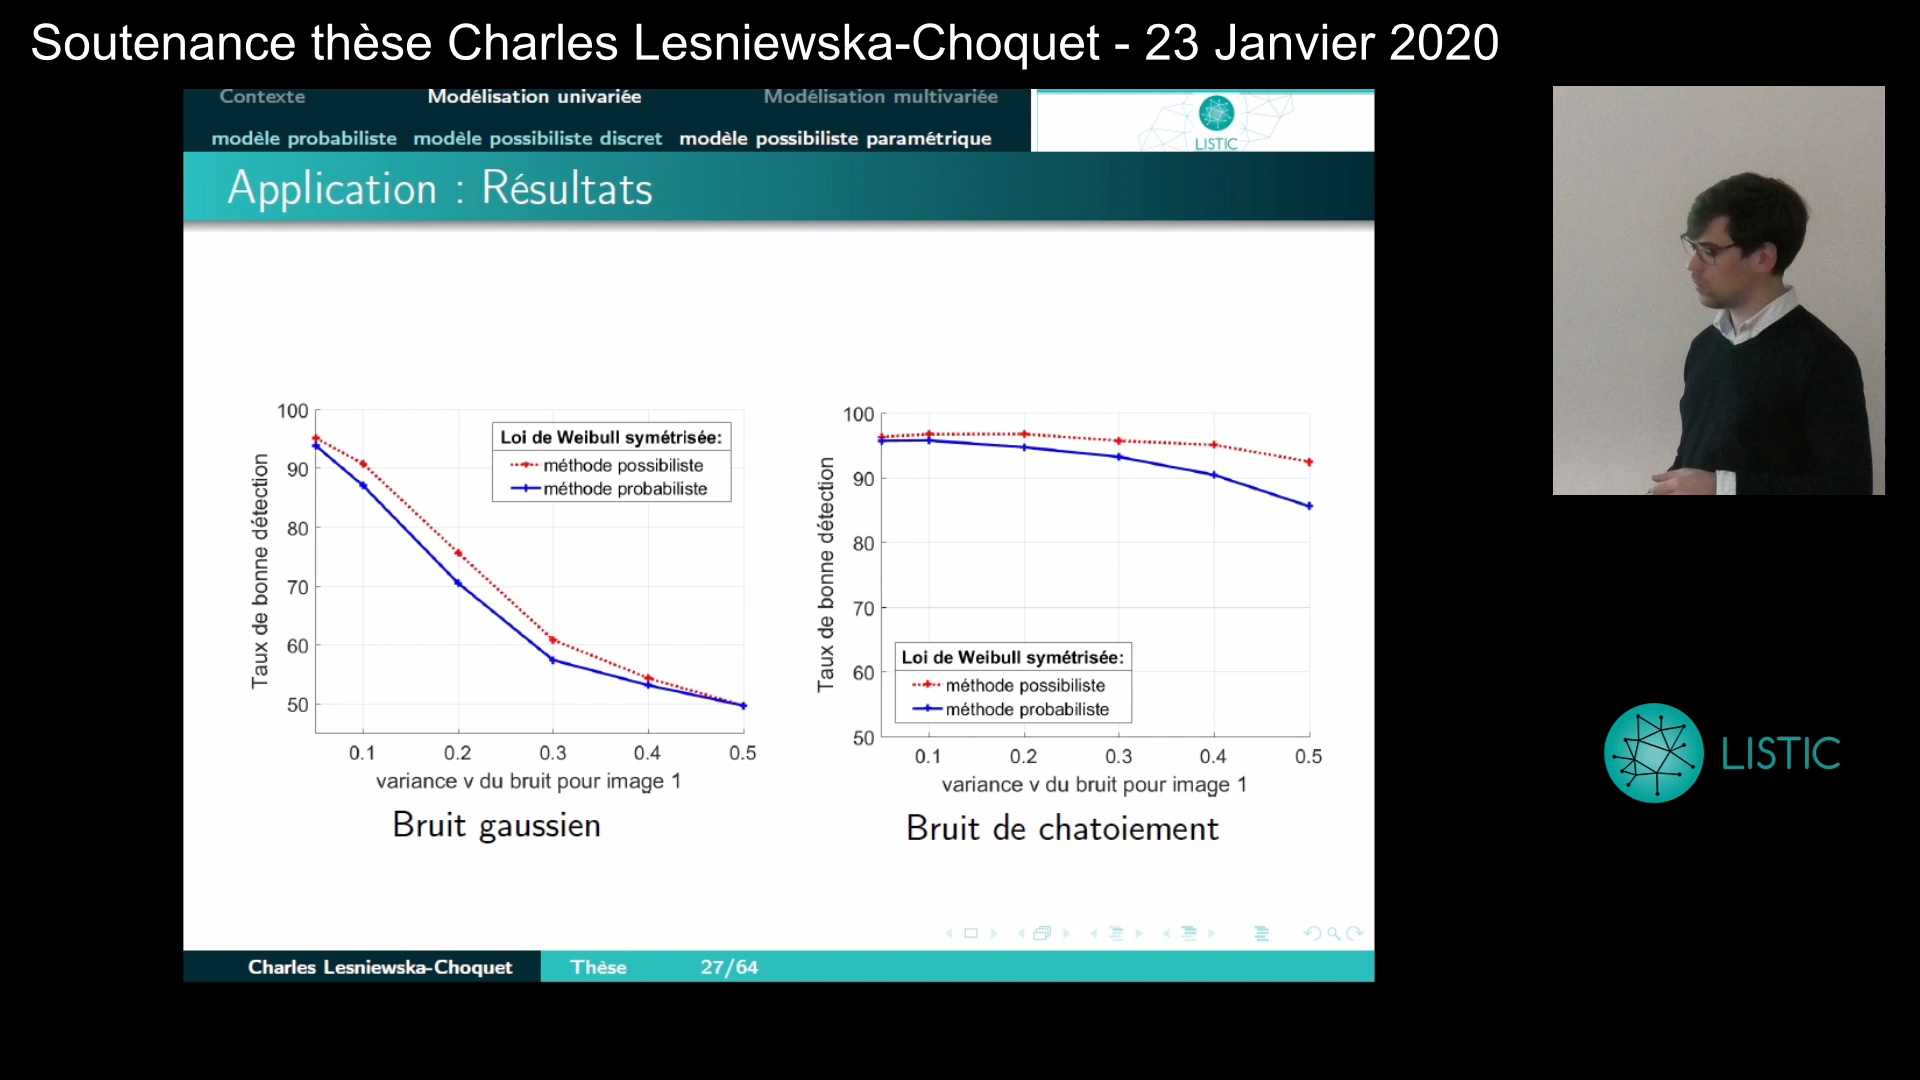 Soutenance thèse Charles Lesniewska-Choquet - 23 Janvier 2020
Contexte Modélisation univariée Modélisation multivariée
modèle probabiliste modèle possibiliste discret modèle possibiliste paramétrique
LISTIC
Application : Résultats
100
90
80
70
60
50
Taux de bonne détection
Loi de Weibull symétrisée:
méthode possibiliste
méthode probabiliste
0.1 0.2 0.3 0.4 0.5
variance v du bruit pour image 1
Bruit gaussien
100
90
80
70
60
50
Taux de bonne détection
Loi de Weibull symétrisée:
méthode possibiliste
méthode probabiliste
0.1 0.2 0.3 0.4 0.5
variance v du bruit pour image 1
Bruit de chatoiement
Charles Lesniewska-Choquet Thèse 27/64
LISTIC